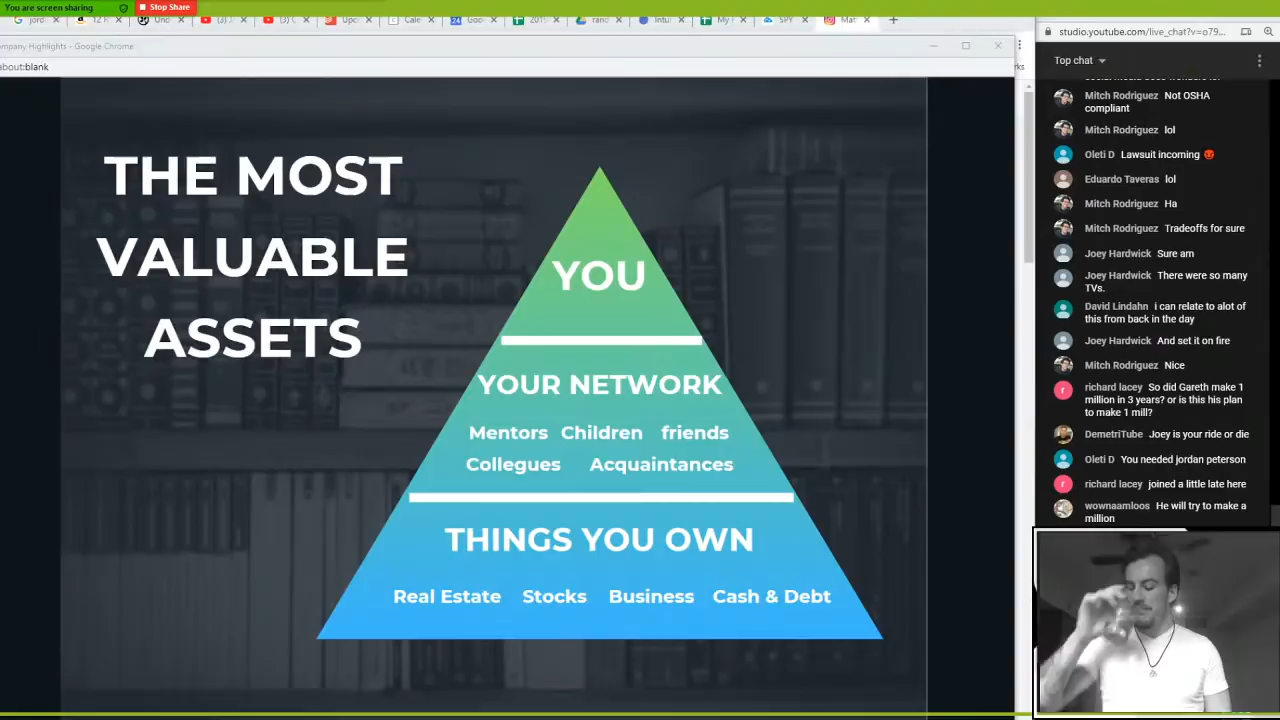 You are screen sharing
Stop Share
ompany Highlights - Google Chrome
about:blank
studio.youtube.com/live_chat?v=o79...
Top chat
THE MOST
VALUABLE
ASSETS
YOU
YOUR NETWORK
Mentors Children friends
Collegues Acquaintances
THINGS YOU OWN
Real Estate Stocks Business Cash & Debt
Mitch Rodriguez Not OSHA
compliant
Mitch Rodriguez lol
Oleti D Lawsuit incoming
Eduardo Taveras lol
Mitch Rodriguez Ha
Mitch Rodriguez Tradeoffs for sure
Joey Hardwick Sure am
Joey Hardwick There were so many
TVs.
David Lindahn i can relate to alot of
this from back in the day
Joey Hardwick And set it on fire
Mitch Rodriguez Nice
richard lacey So did Gareth make 1
million in 3 years? or is this his plan
to make 1 mill?
DemetriTube Joey is your ride or die
Oleti D You needed jordan peterson
richard lacey joined a little late here
wownaamloos He will try to make a
million